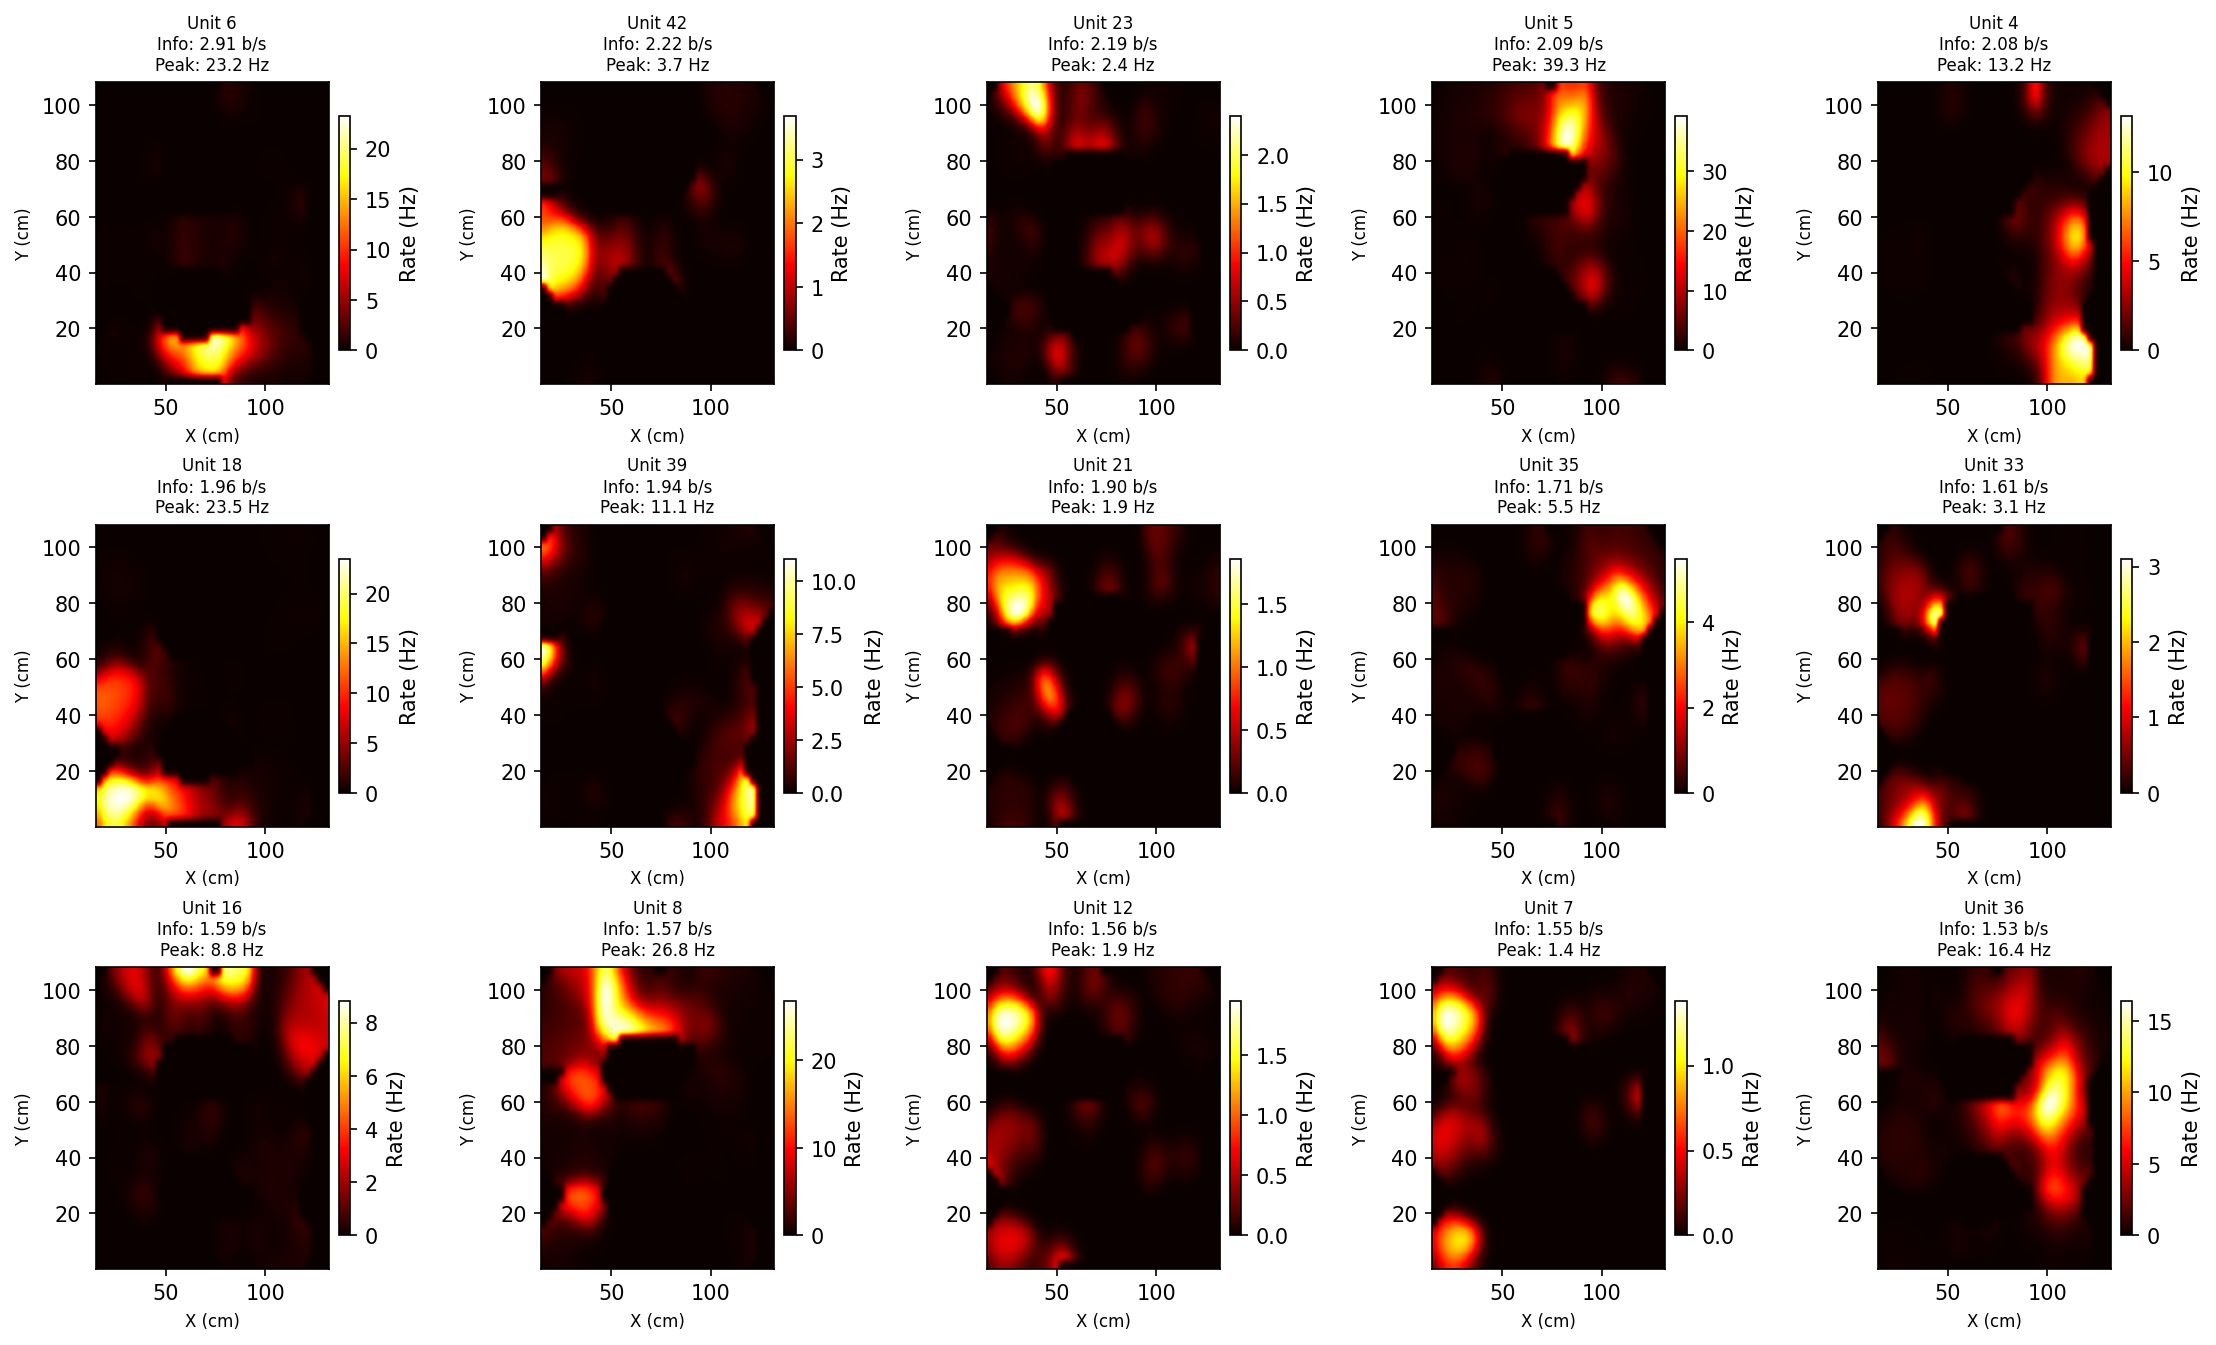 Unit 6
Info: 2.91 b/s
Peak: 23.2 Hz
100
80
60
40
20
Y (cm)
50 100
X (cm)
20
15
10
5
0
Rate (Hz)
Unit 42
Info: 2.22 b/s
Peak: 3.7 Hz
100
80
60
40
20
Y (cm)
50 100
X (cm)
3
2
1
0
Rate (Hz)
Unit 23
Info: 2.19 b/s
Peak: 2.4 Hz
100
80
60
40
20
Y (cm)
50 100
X (cm)
2.0
1.5
1.0
0.5
0.0
Rate (Hz)
Unit 5
Info: 2.09 b/s
Peak: 39.3 Hz
100
80
60
40
20
Y (cm)
50 100
X (cm)
30
20
10
0
Rate (Hz)
Unit 4
Info: 2.08 b/s
Peak: 13.2 Hz
100
80
60
40
20
Y (cm)
50 100
X (cm)
10
5
0
Rate (Hz)
Unit 18
Info: 1.96 b/s
Peak: 23.5 Hz
100
80
60
40
20
Y (cm)
50 100
X (cm)
20
15
10
5
0
Rate (Hz)
Unit 39
Info: 1.94 b/s
Peak: 11.1 Hz
100
80
60
40
20
Y (cm)
50 100
X (cm)
10.0
7.5
5.0
2.5
0.0
Rate (Hz)
Unit 21
Info: 1.90 b/s
Peak: 1.9 Hz
100
80
60
40
20
Y (cm)
50 100
X (cm)
1.5
1.0
0.5
0.0
Rate (Hz)
Unit 35
Info: 1.71 b/s
Peak: 5.5 Hz
100
80
60
40
20
Y (cm)
50 100
X (cm)
4
2
0
Rate (Hz)
Unit 33
Info: 1.61 b/s
Peak: 3.1 Hz
100
80
60
40
20
Y (cm)
50 100
X (cm)
3
2
1
0
Rate (Hz)
Unit 16
Info: 1.59 b/s
Peak: 8.8 Hz
100
80
60
40
20
Y (cm)
50 100
X (cm)
8
6
4
2
0
Rate (Hz)
Unit 8
Info: 1.57 b/s
Peak: 26.8 Hz
100
80
60
40
20
Y (cm)
50 100
X (cm)
20
10
0
Rate (Hz)
Unit 12
Info: 1.56 b/s
Peak: 1.9 Hz
100
80
60
40
20
Y (cm)
50 100
X (cm)
1.5
1.0
0.5
0.0
Rate (Hz)
Unit 7
Info: 1.55 b/s
Peak: 1.4 Hz
100
80
60
40
20
Y (cm)
50 100
X (cm)
1.0
0.5
0.0
Rate (Hz)
Unit 36
Info: 1.53 b/s
Peak: 16.4 Hz
100
80
60
40
20
Y (cm)
50 100
X (cm)
15
10
5
0
Rate (Hz)